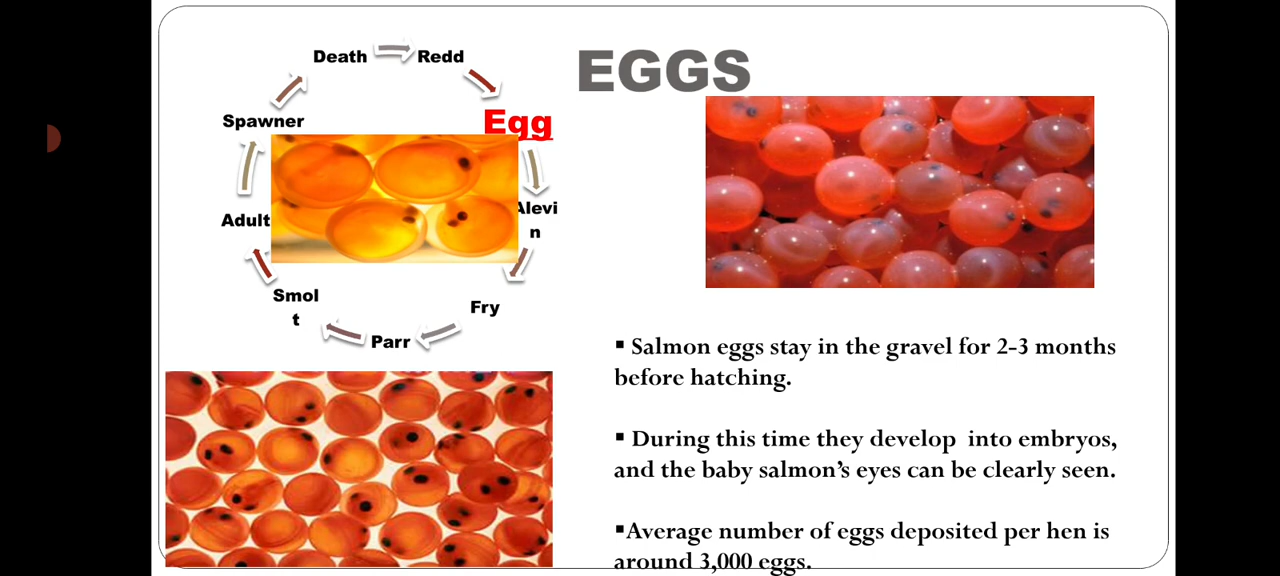 EGGS
Death
Redd
Egg
Alevi
n
Fry
Parr
Smol
t
Adult
Spawner
▪ Salmon eggs stay in the gravel for 2-3 months
before hatching.
▪ During this time they develop  into embryos,
and the baby salmon’s eyes can be clearly seen.
▪Average number of eggs deposited per hen is
around 3,000 eggs.